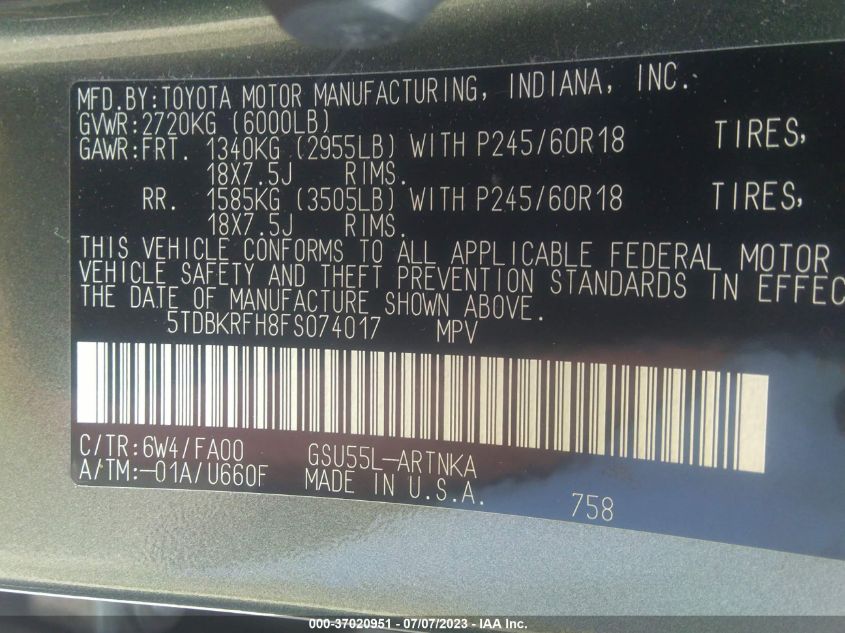 MFD.BY:TOYOTA MOTOR MANUFACTURING, INDIANA, INC.
GVWR:2720KG (6000LB)
GAWR:FRT. 1340KG (2955LB) WITH P245/60R18 TIRES,
18X7.5J RIMS.
RR. 1585KG (3505LB) WITH P245/60R18 TIRES,
18X7.5J RIMS.
THIS VEHICLE CONFORMS TO ALL APPLICABLE FEDERAL MOTOR
VEHICLE SAFETY AND THEFT PREVENTION STANDARDS IN EFFEC
THE DATE OF MANUFACTURE SHOWN ABOVE.
5TDBKRFH8FS074017 MPV
C/TR:6W4/FA00 GSU55L-ARTNKA
A/TM:-01A/U660F MADE IN U.S.A.
758
000-37020951 - 07/07/2023 - IAA Inc.